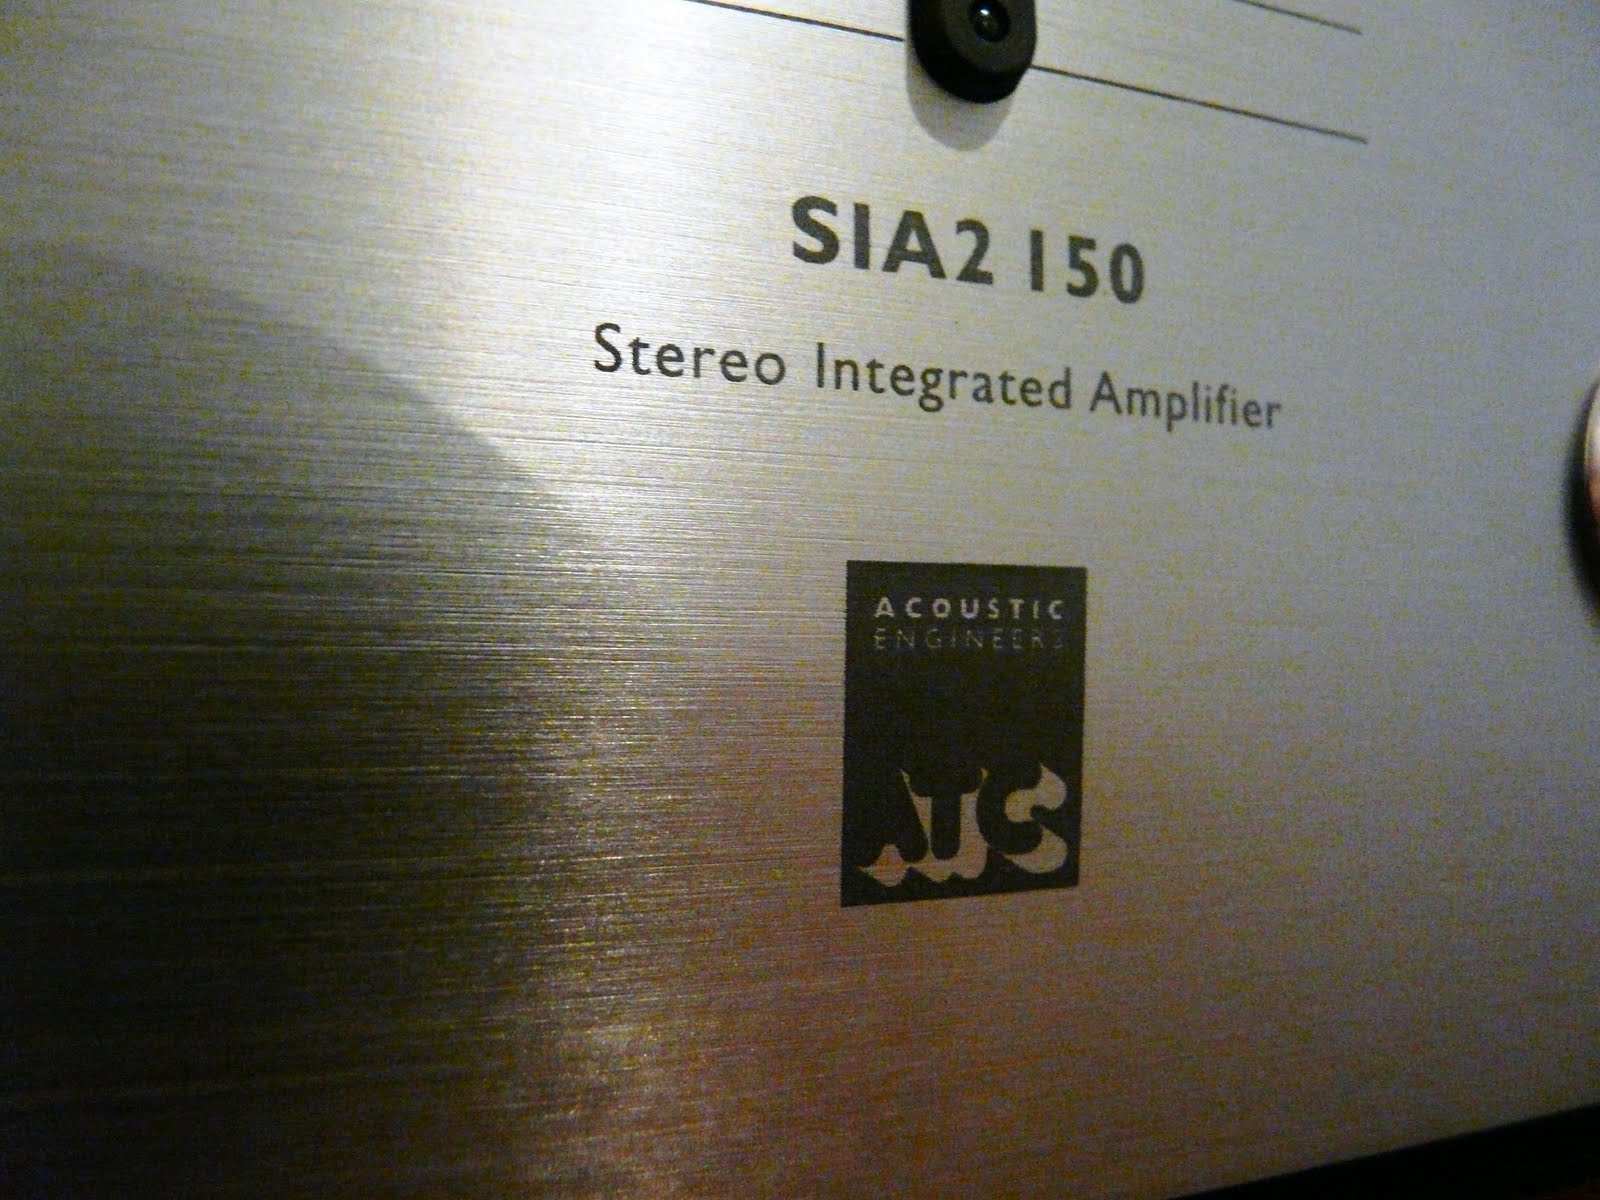 SIA2 150
Stereo Integrated Amplifier
ACOUSTIC
ENGINEERS
ATC